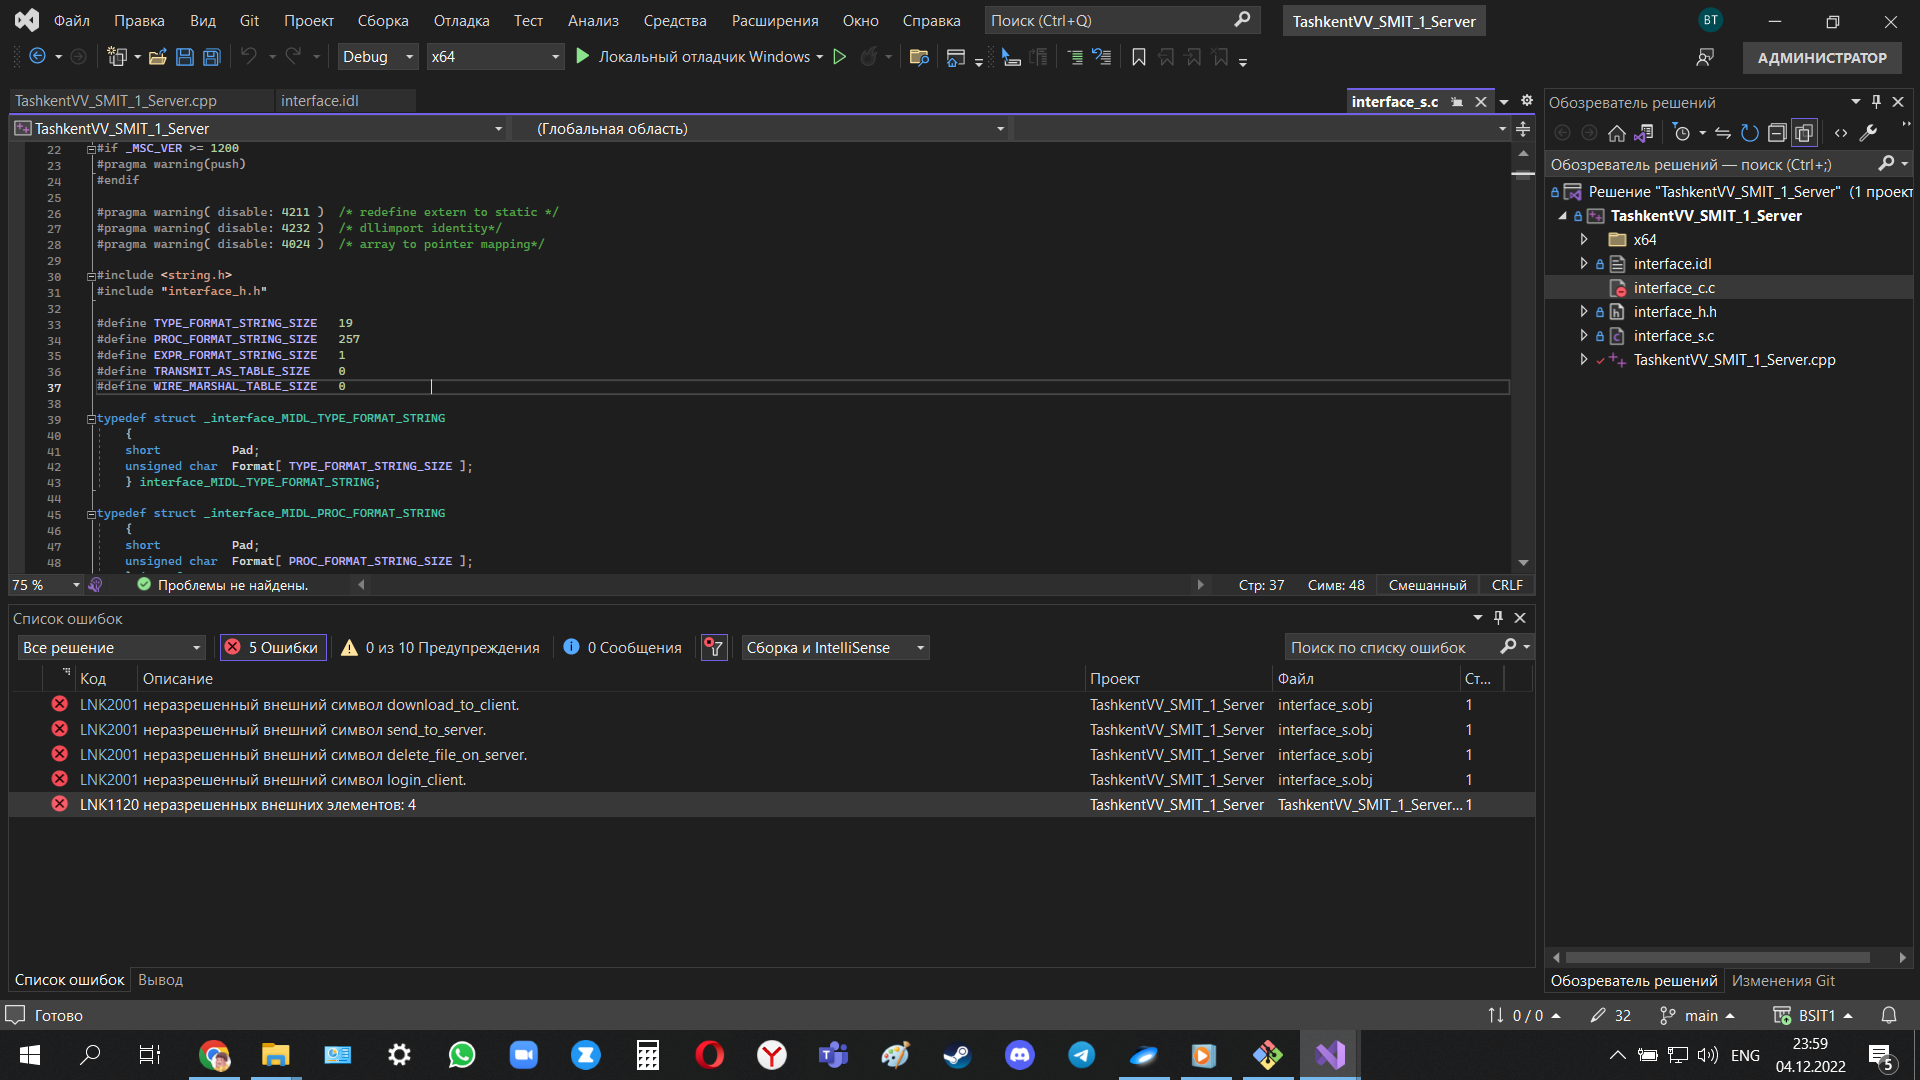 Файл Правка Вид Git Проект Сборка Отладка Тест Анализ Средства Расширения Окно Справка Поиск (Ctrl+Q) TashkentVV_SMIT_1_Server BT
Debug x64 Локальный отладчик Windows АДМИНИСТРАТОР
TashkentVV_SMIT_1_Server.cpp interface.idl interface_s.c
TashkentVV_SMIT_1_Server (Глобальная область)
22 #if _MSC_VER >= 1200
23 #pragma warning(push)
24 #endif
25
26 #pragma warning( disable: 4211 ) /* redefine extern to static */
27 #pragma warning( disable: 4232 ) /* dllimport identity*/
28 #pragma warning( disable: 4024 ) /* array to pointer mapping*/
29
30 #include <string.h>
31 #include "interface_h.h"
32
33 #define TYPE_FORMAT_STRING_SIZE 19
34 #define PROC_FORMAT_STRING_SIZE 257
35 #define EXPR_FORMAT_STRING_SIZE 1
36 #define TRANSMIT_AS_TABLE_SIZE 0
37 #define WIRE_MARSHAL_TABLE_SIZE 0
38
39 typedef struct _interface_MIDL_TYPE_FORMAT_STRING
40 {
41 short Pad;
42 unsigned char Format[ TYPE_FORMAT_STRING_SIZE ];
43 } interface_MIDL_TYPE_FORMAT_STRING;
44
45 typedef struct _interface_MIDL_PROC_FORMAT_STRING
46 {
47 short Pad;
48 unsigned char Format[ PROC_FORMAT_STRING_SIZE ];
75 % Проблемы не найдены. Стр: 37 Симв: 48 Смешанный CRLF
Обозреватель решений
Обозреватель решений — поиск (Ctrl+;)
Решение "TashkentVV_SMIT_1_Server" (1 проект
TashkentVV_SMIT_1_Server
x64
interface.idl
interface_c.c
interface_h.h
interface_s.c
TashkentVV_SMIT_1_Server.cpp
Список ошибок
Все решение 5 Ошибки 0 из 10 Предупреждения 0 Сообщения Сборка и IntelliSense Поиск по списку ошибок
Код Описание Проект Файл Ст...
LNK2001 неразрешенный внешний символ download_to_client. TashkentVV_SMIT_1_Server interface_s.obj 1
LNK2001 неразрешенный внешний символ send_to_server. TashkentVV_SMIT_1_Server interface_s.obj 1
LNK2001 неразрешенный внешний символ delete_file_on_server. TashkentVV_SMIT_1_Server interface_s.obj 1
LNK2001 неразрешенный внешний символ login_client. TashkentVV_SMIT_1_Server interface_s.obj 1
LNK1120 неразрешенных внешних элементов: 4 TashkentVV_SMIT_1_Server TashkentVV_SMIT_1_Server... 1
Список ошибок Вывод
Обозреватель решений Изменения Git
Готово 0 / 0 32 main BSIT1
ENG 23:59
04.12.2022 5